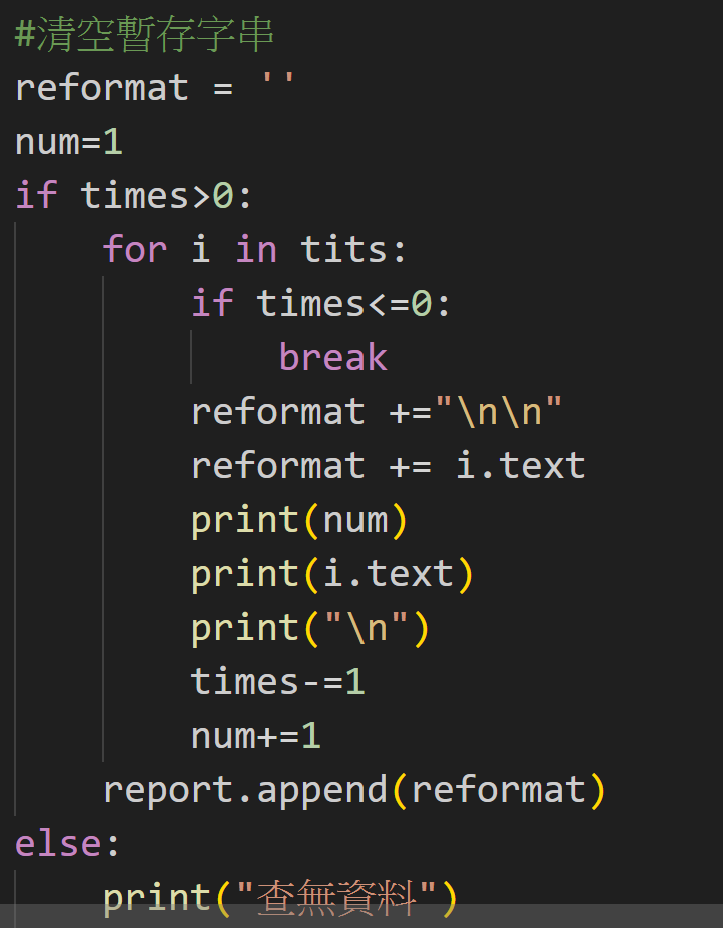 #清空暫存字串
reformat = ''
num=1
if times>0:
    for i in tits:
        if times<=0:
            break
        reformat +="\n\n"
        reformat += i.text
        print(num)
        print(i.text)
        print("\n")
        times-=1
        num+=1
    report.append(reformat)
else:
    print("查無資料")